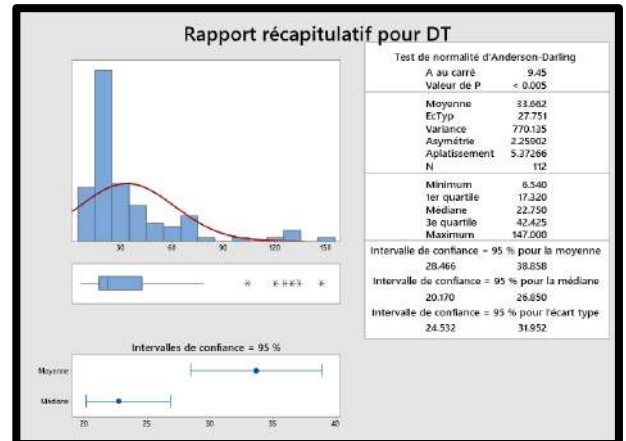 Rapport récapitulatif pour DT
Test de normalité d'Anderson-Darling
A au carré 9.45
Valeur de P < 0.005
Moyenne 33.662
EcTyp 27.751
Variance 770.135
Asymétrie 2.25902
Aplatissement 5.37266
N 112
Minimum 6.540
1er quartile 17.320
Médiane 22.750
3e quartile 42.425
Maximum 147.000
Intervalle de confiance = 95 % pour la moyenne
28.466 38.858
Intervalle de confiance = 95 % pour la médiane
20.170 26.850
Intervalle de confiance = 95 % pour l'écart type
24.532 31.952
30 60 90 120 150
Intervalles de confiance = 95 %
Moyenne
Médiane
20 25 30 35 40